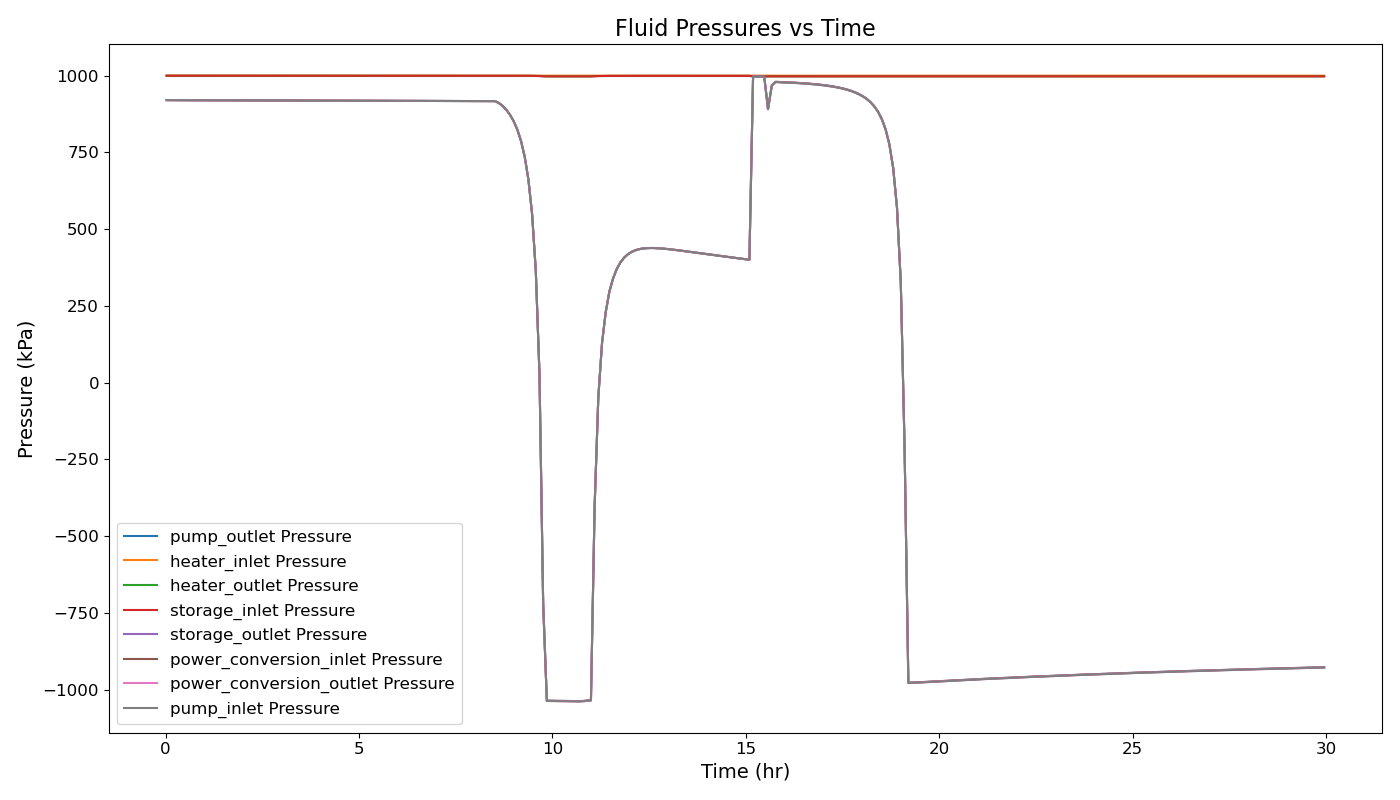 Fluid Pressures vs Time
Pressure (kPa)
1000
750
500
250
0
−250
−500
−750
−1000
pump_outlet Pressure
heater_inlet Pressure
heater_outlet Pressure
storage_inlet Pressure
storage_outlet Pressure
power_conversion_inlet Pressure
power_conversion_outlet Pressure
pump_inlet Pressure
0 5 10 15 20 25 30
Time (hr)